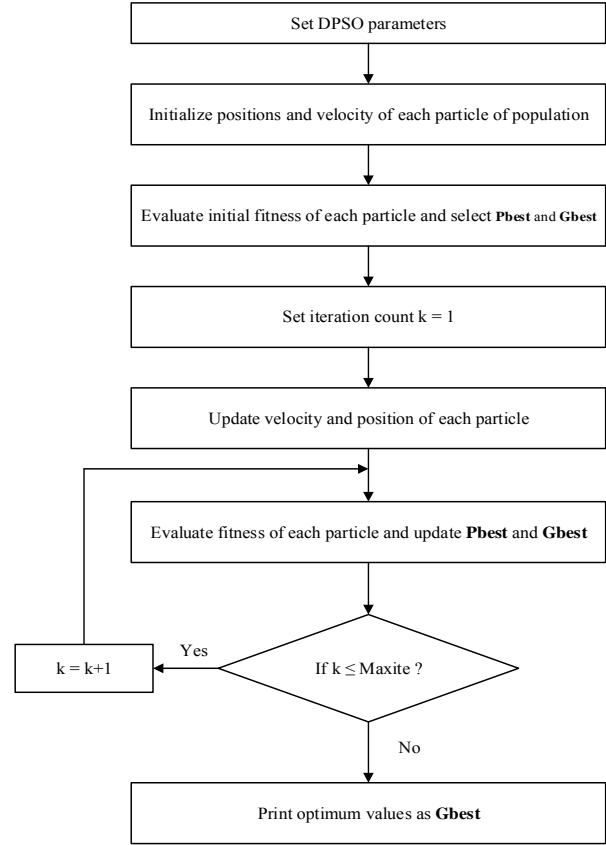 Set DPSO parameters
Initialize positions and velocity of each particle of population
Evaluate initial fitness of each particle and select Pbest and Gbest
Set iteration count k = 1
Update velocity and position of each particle
Evaluate fitness of each particle and update Pbest and Gbest
If k ≤ Maxite ?
Yes
k = k+1
No
Print optimum values as Gbest